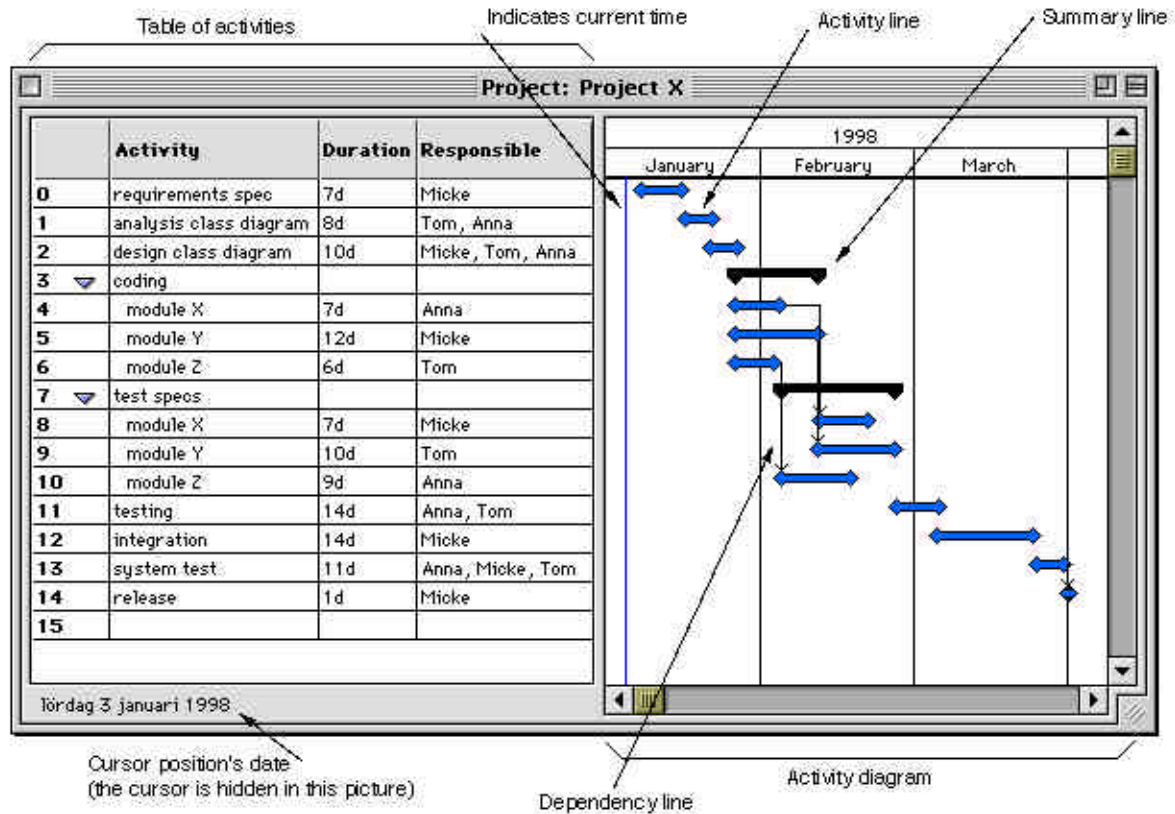 Table of activities
Indicates current time
Activity line
Summary line
Project: Project X
Activity Duration Responsible
1998
January February March
0 requirements spec 7d Micke
1 analysis class diagram 8d Tom, Anna
2 design class diagram 10d Micke, Tom, Anna
3 coding
4 module X 7d Anna
5 module Y 12d Micke
6 module Z 6d Tom
7 test specs
8 module X 7d Micke
9 module Y 10d Tom
10 module Z 9d Anna
11 testing 14d Anna, Tom
12 integration 14d Micke
13 system test 11d Anna, Micke, Tom
14 release 1d Micke
15
lördag 3 januari 1998
Cursor position's date
(the cursor is hidden in this picture)
Dependency line
Activity diagram